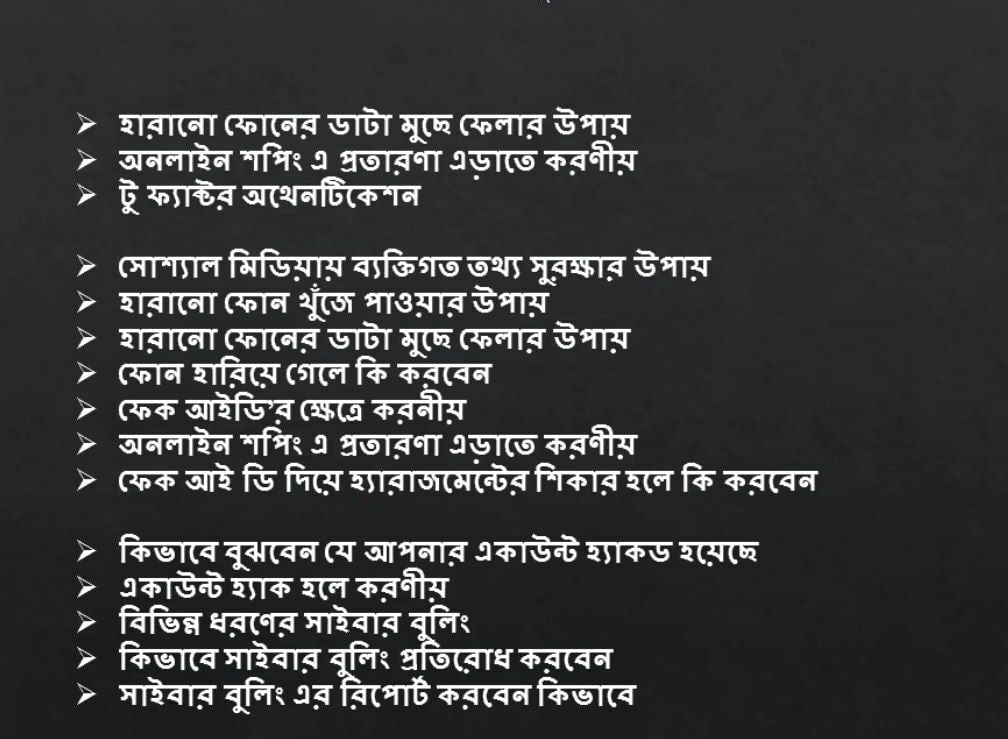 ➢ হারানো ফোনের ডাটা মুছে ফেলার উপায়
➢ অনলাইন শপিং এ প্রতারণা এড়াতে করণীয়
➢ টু ফ্যাক্টর অথেনটিকেশন
➢ সোশ্যাল মিডিয়ায় ব্যক্তিগত তথ্য সুরক্ষার উপায়
➢ হারানো ফোন খুঁজে পাওয়ার উপায়
➢ হারানো ফোনের ডাটা মুছে ফেলার উপায়
➢ ফোন হারিয়ে গেলে কি করবেন
➢ ফেক আইডি’র ক্ষেত্রে করনীয়
➢ অনলাইন শপিং এ প্রতারণা এড়াতে করণীয়
➢ ফেক আই ডি দিয়ে হ্যারাজমেন্টের শিকার হলে কি করবেন
➢ কিভাবে বুঝবেন যে আপনার একাউন্ট হ্যাকড হয়েছে
➢ একাউন্ট হ্যাক হলে করণীয়
➢ বিভিন্ন ধরণের সাইবার বুলিং
➢ কিভাবে সাইবার বুলিং প্রতিরোধ করবেন
➢ সাইবার বুলিং এর রিপোর্ট করবেন কিভাবে